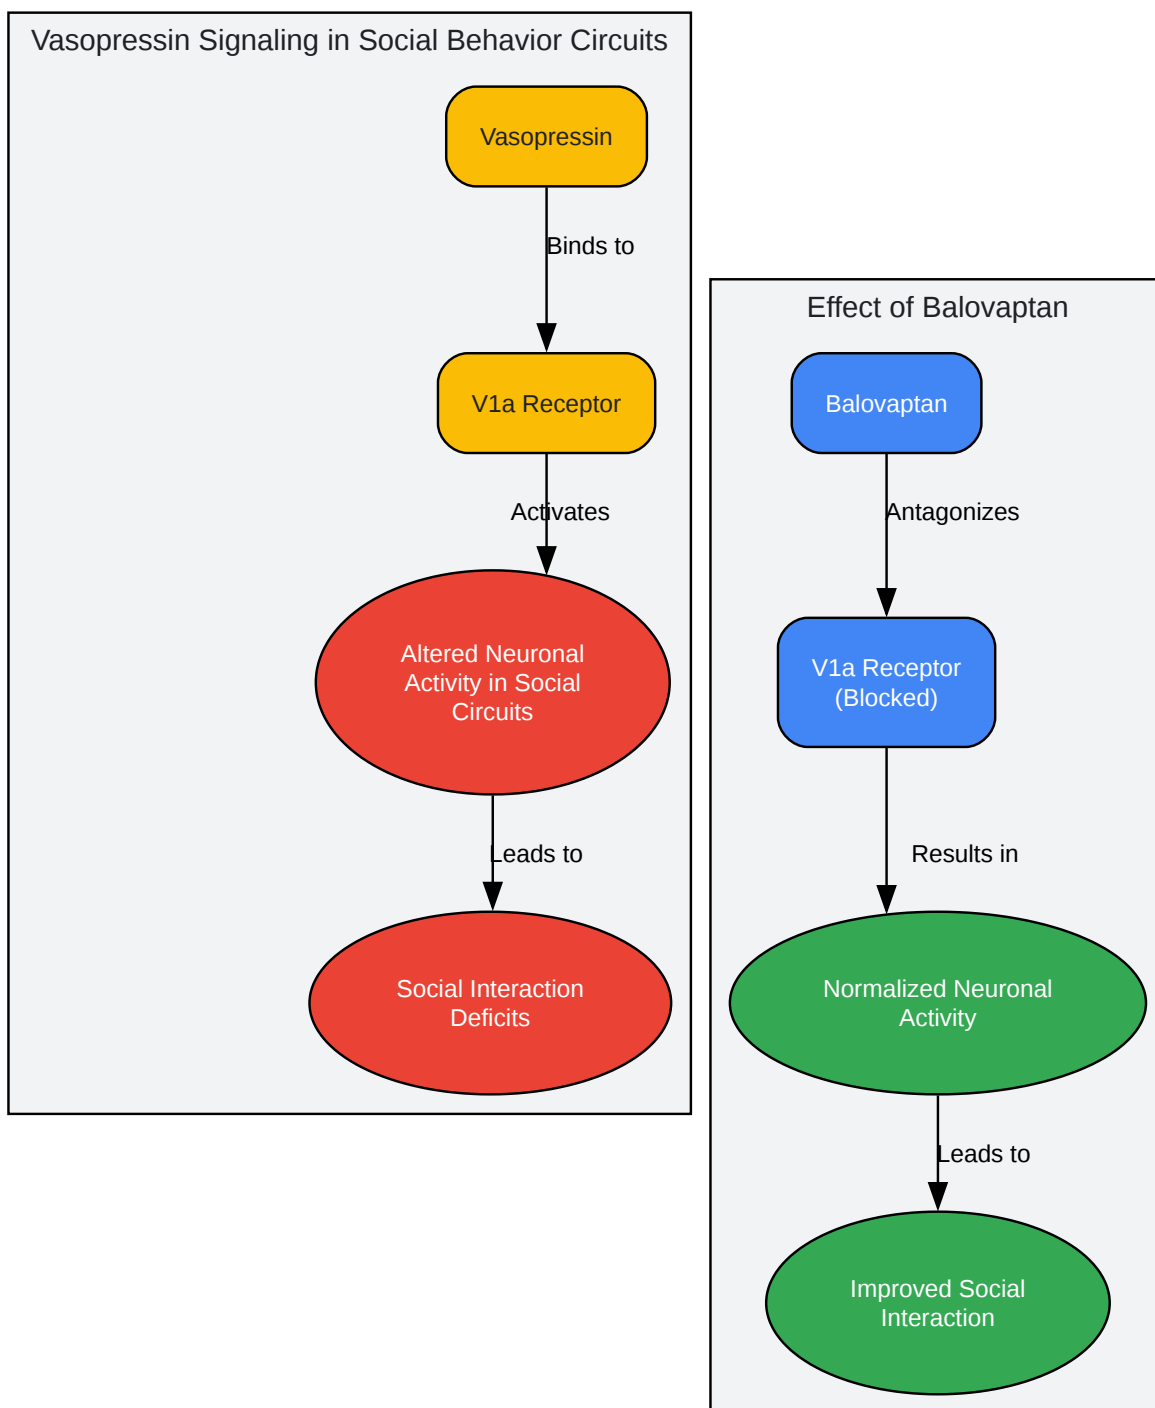 Vasopressin Signaling in Social Behavior Circuits
Vasopressin
Binds to
V1a Receptor
Activates
Altered Neuronal
Activity in Social
Circuits
Leads to
Social Interaction
Deficits
Effect of Balovaptan
Balovaptan
Antagonizes
V1a Receptor
(Blocked)
Results in
Normalized Neuronal
Activity
Leads to
Improved Social
Interaction